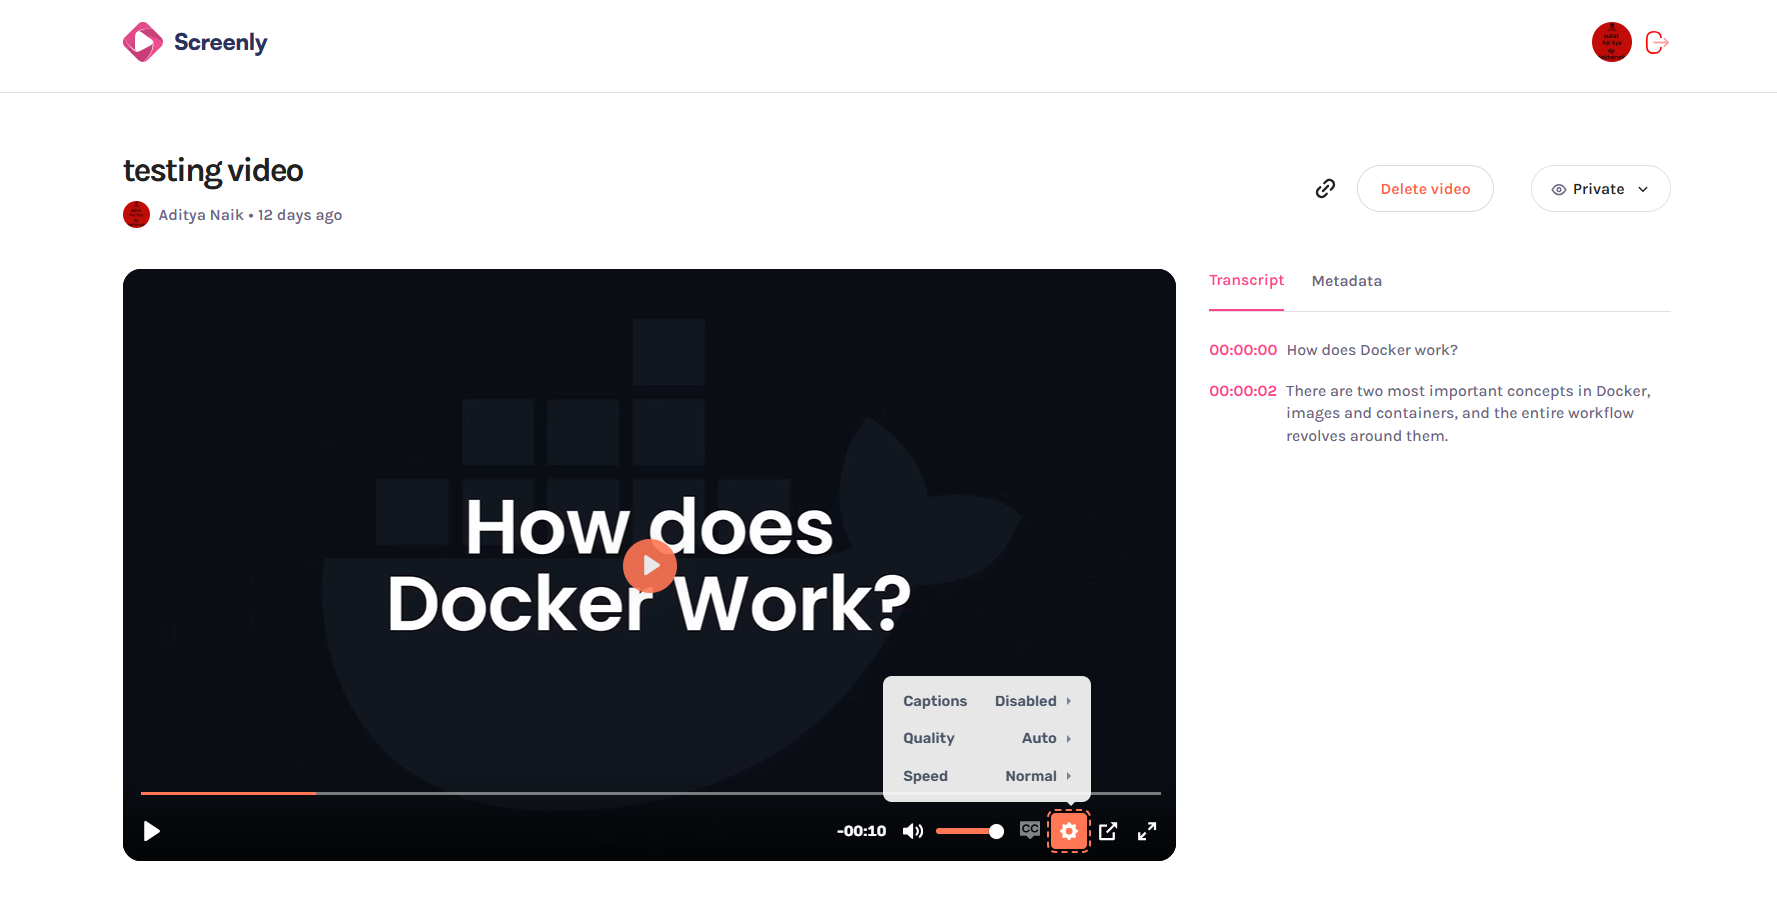 Screenly
testing video
Aditya Naik • 12 days ago
Delete video
Private
How does
Docker Work?
Captions Disabled
Quality Auto
Speed Normal
-00:10
CC
Transcript Metadata
00:00:00 How does Docker work?
00:00:02 There are two most important concepts in Docker,
images and containers, and the entire workflow
revolves around them.